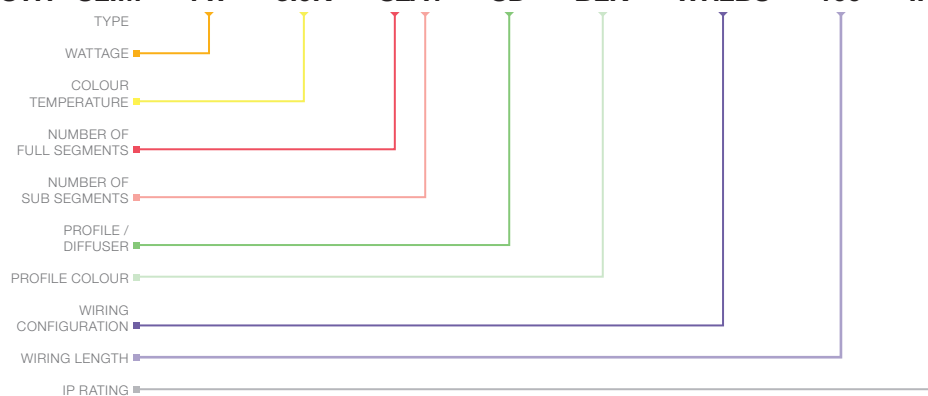 TYPE
WATTAGE
COLOUR
TEMPERATURE
NUMBER OF
FULL SEGMENTS
NUMBER OF
SUB SEGMENTS
PROFILE /
DIFFUSER
PROFILE COLOUR
WIRING
CONFIGURATION
WIRING LENGTH
IP RATING